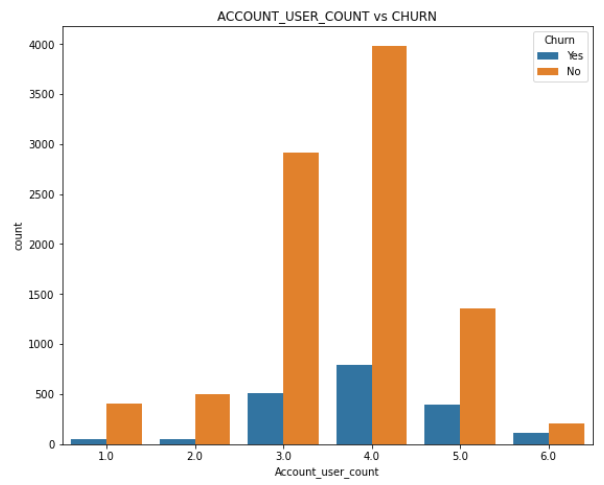 ACCOUNT_USER_COUNT vs CHURN
Churn
Yes
No
4000
3500
3000
2500
2000
1500
1000
500
0
count
1.0 2.0 3.0 4.0 5.0 6.0
Account_user_count